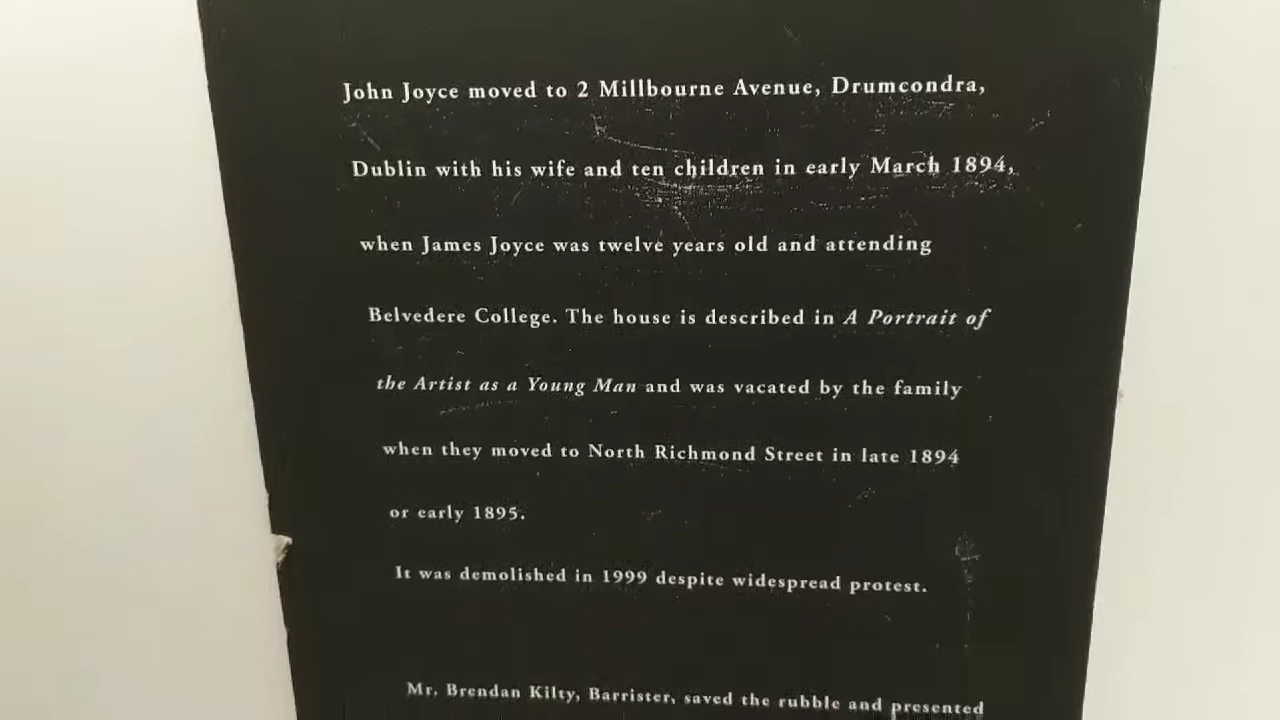 John Joyce moved to 2 Millbourne Avenue, Drumcondra,
Dublin with his wife and ten children in early March 1894,
when James Joyce was twelve years old and attending
Belvedere College. The house is described in A Portrait of
the Artist as a Young Man and was vacated by the family
when they moved to North Richmond Street in late 1894
or early 1895.
It was demolished in 1999 despite widespread protest.
Mr. Brendan Kilty, Barrister, saved the rubble and presented